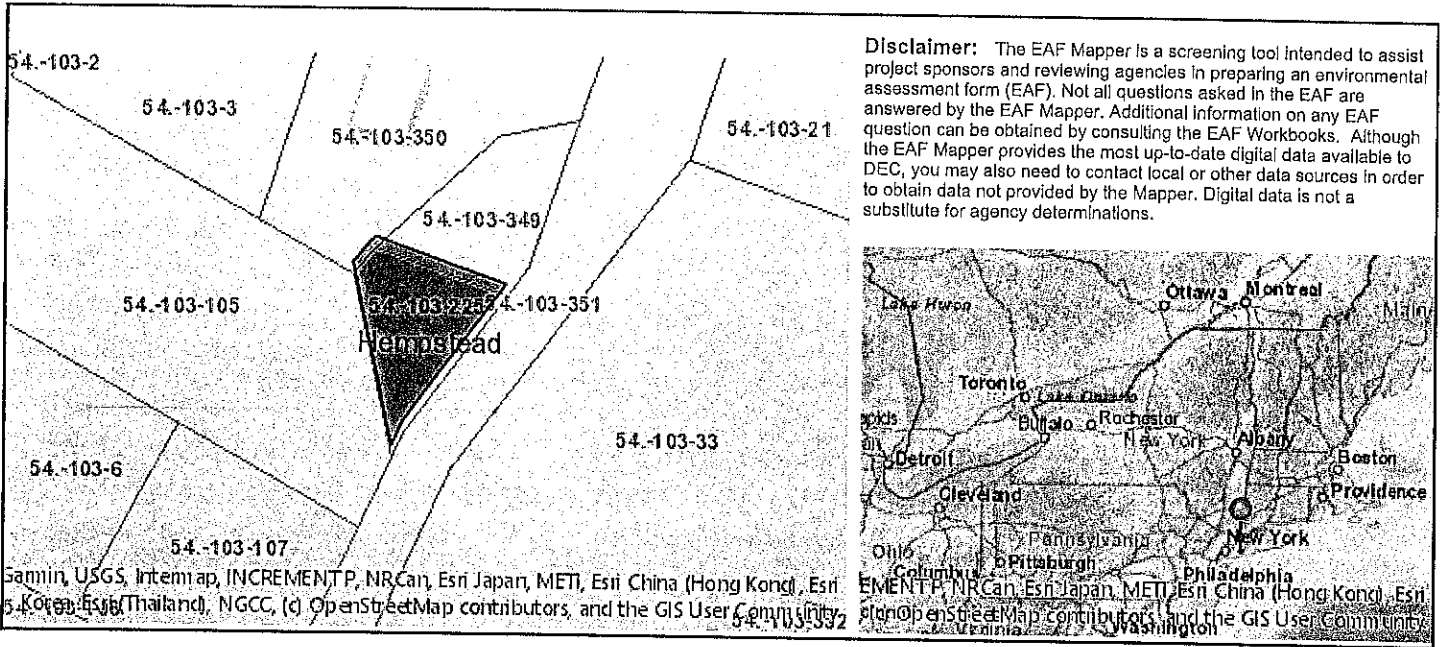 54.-103-2
54.-103-3
54.-103-350
54.-103-21
54.-103-349
54.-103-105
54.-103-225
54.-103-351
Hempstead
54.-103-33
54.-103-6
54.-103-107
Garmin, USGS, Intermap, INCREMENT P, NRCan, Esri Japan, METI, Esri China (Hong Kong), Esri
Korea, Esri (Thailand), NGCC, (c) OpenStreetMap contributors, and the GIS User Community
Disclaimer: The EAF Mapper is a screening tool intended to assist
project sponsors and reviewing agencies in preparing an environmental
assessment form (EAF). Not all questions asked in the EAF are
answered by the EAF Mapper. Additional information on any EAF
question can be obtained by consulting the EAF Workbooks. Although
the EAF Mapper provides the most up-to-date digital data available to
DEC, you may also need to contact local or other data sources in order
to obtain data not provided by the Mapper. Digital data is not a
substitute for agency determinations.
Ottawa
Montreal
Lake Huron
Toronto
Lake Ontario
Buffalo
Rochester
New York
Albany
Detroit
Boston
Cleveland
Providence
Pennsylvania
New York
Ohio
Pittsburgh
Columbus
Philadelphia
EMENT P, NRCan, Esri Japan, METI, Esri China (Hong Kong), Esri
OpenStreetMap contributors, and the GIS User Community
Virginia
Washington